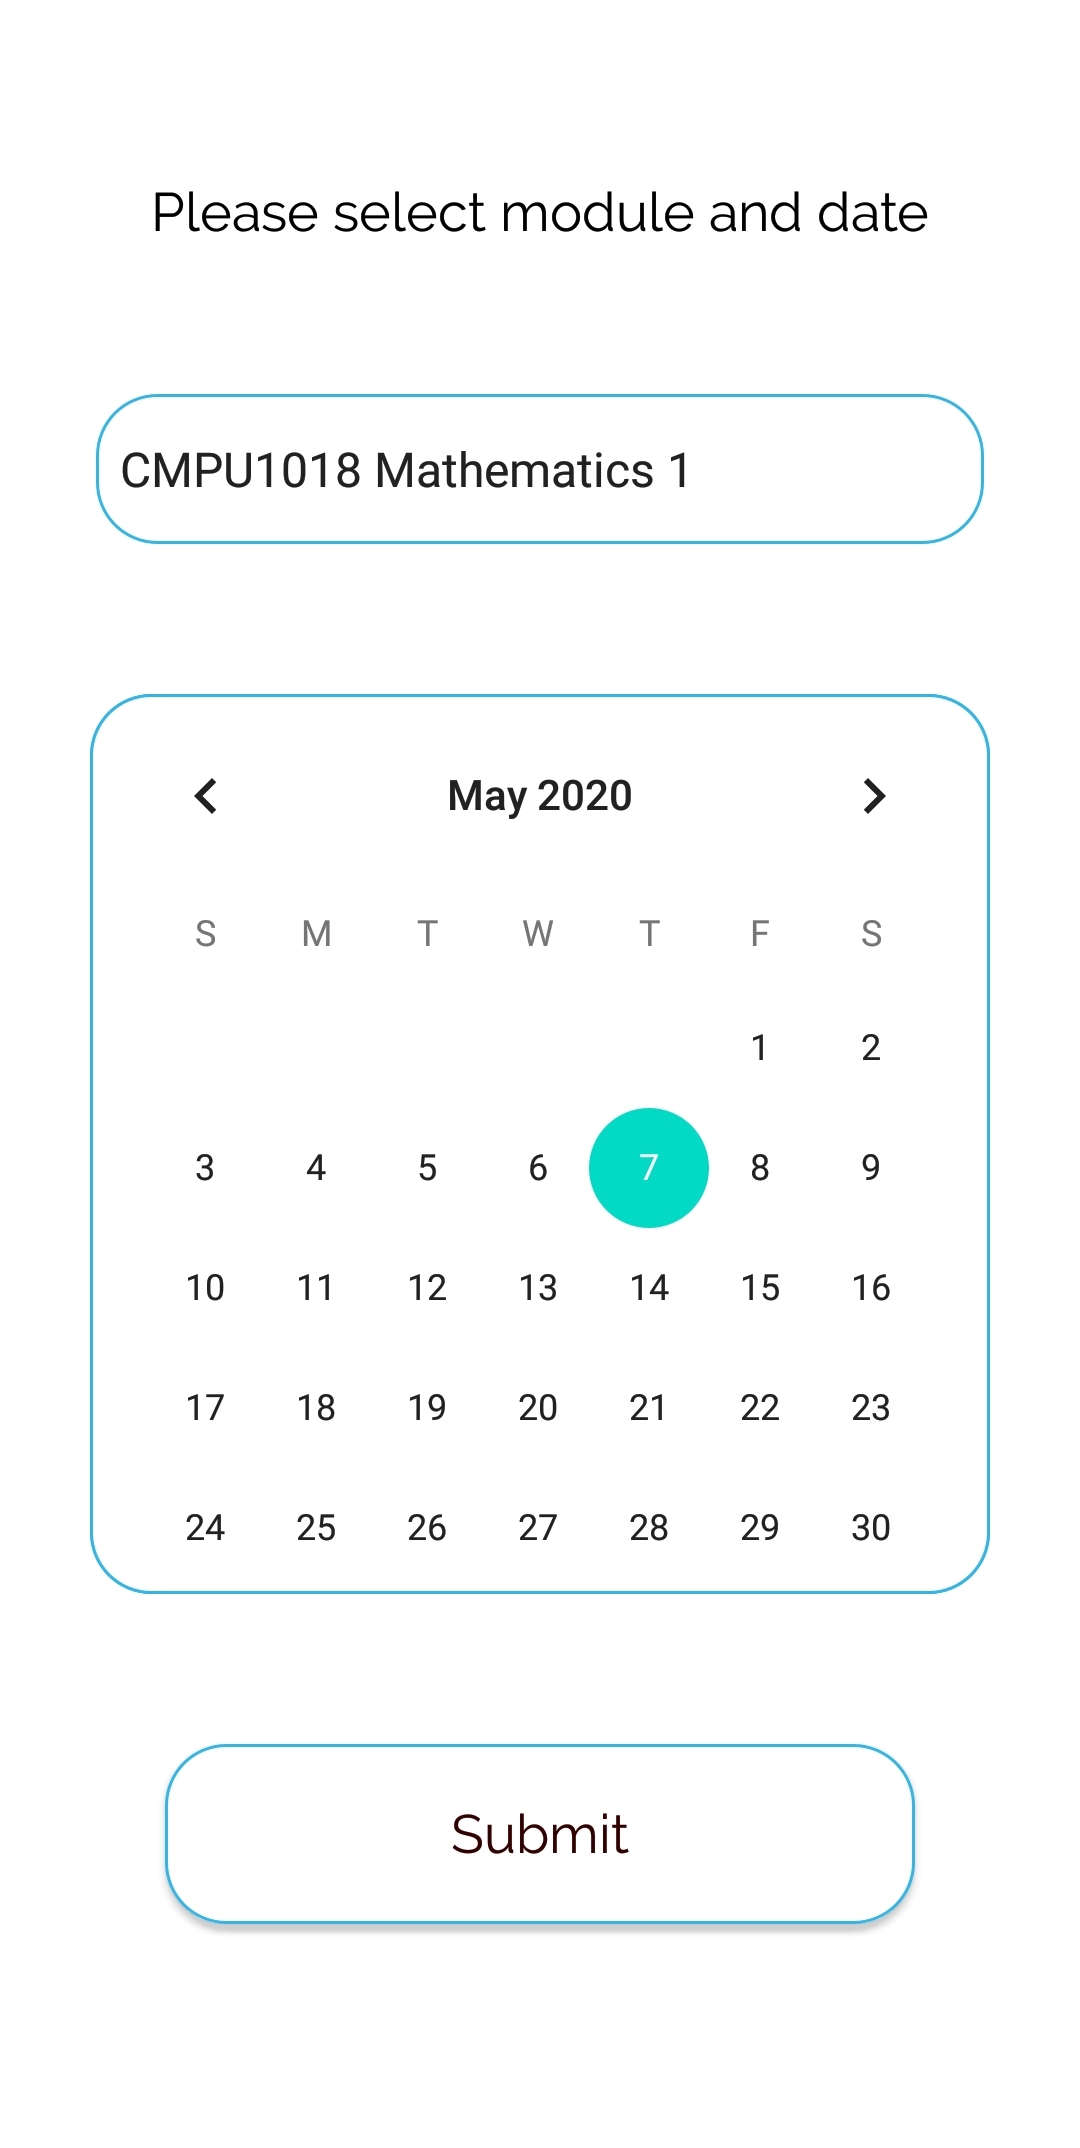 Please select module and date
CMPU1018 Mathematics 1
May 2020
S M T W T F S
1 2
3 4 5 6 7 8 9
10 11 12 13 14 15 16
17 18 19 20 21 22 23
24 25 26 27 28 29 30
Submit